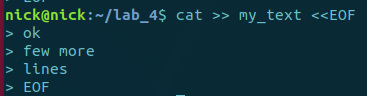 nick@nick:~/lab_4$ cat >> my_text <<EOF
> ok
> few more
> lines
> EOF